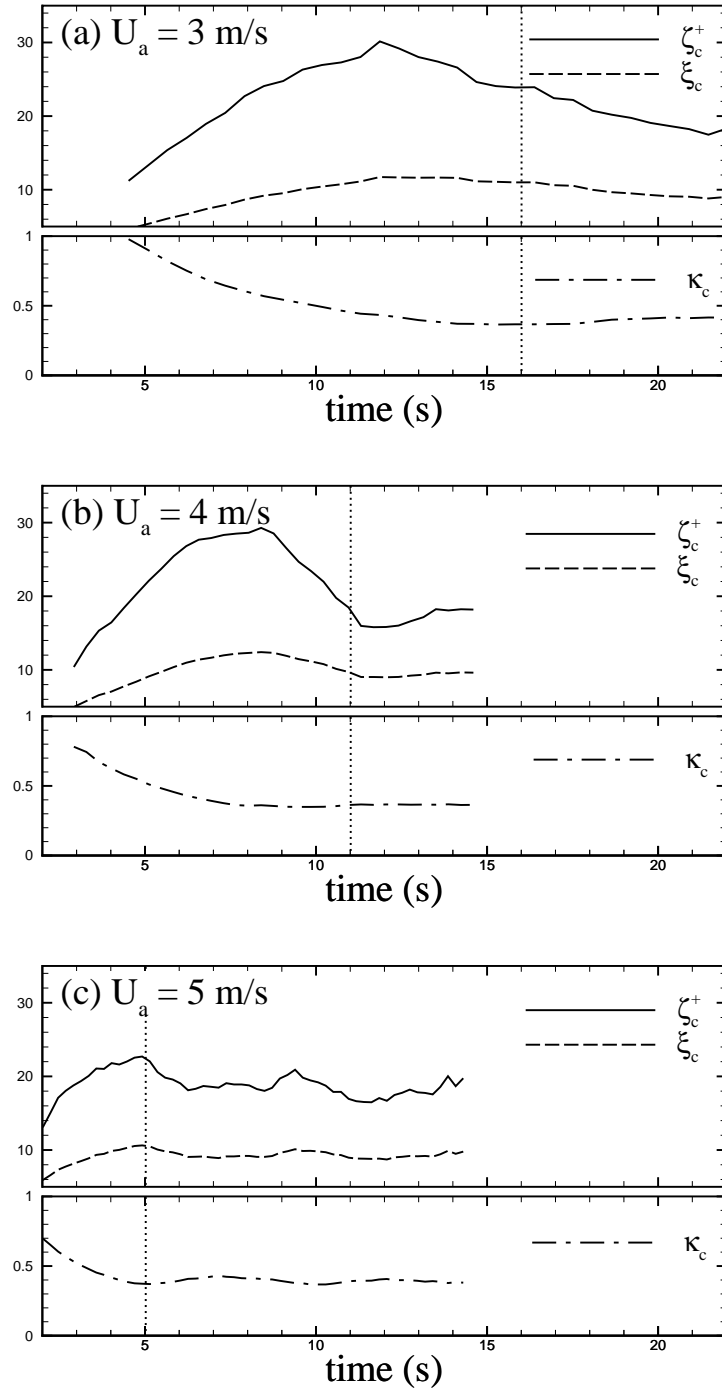 (a) U_a = 3 m/s
ζ_c^+
ξ_c
30
20
10
κ_c
1
0.5
0
5 10 15 20
time (s)
(b) U_a = 4 m/s
ζ_c^+
ξ_c
30
20
10
κ_c
1
0.5
0
5 10 15 20
time (s)
(c) U_a = 5 m/s
ζ_c^+
ξ_c
30
20
10
κ_c
1
0.5
0
5 10 15 20
time (s)